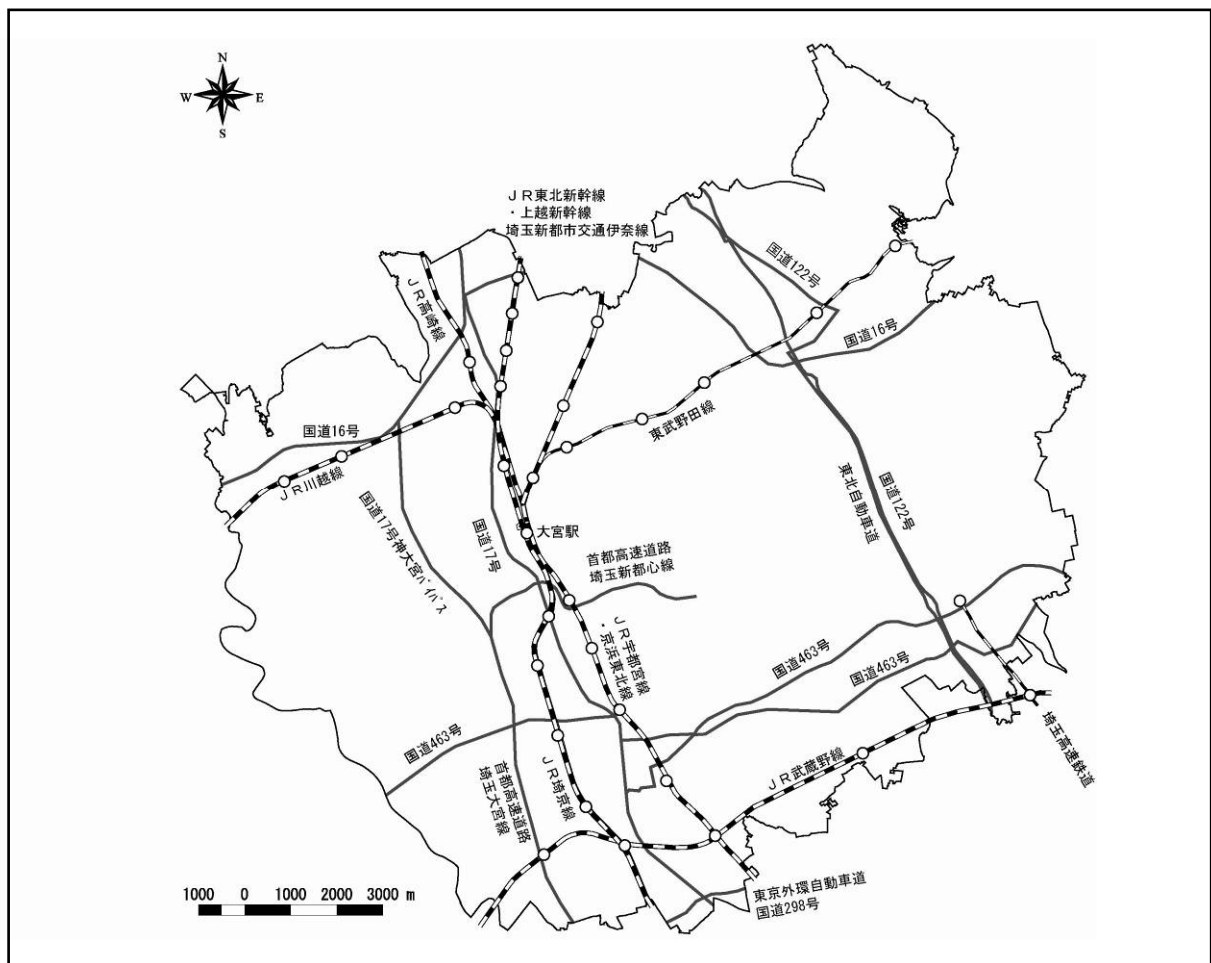 N
W E
S
JR東北新幹線
・上越新幹線
埼玉新都市交通伊奈線
国道122号
JR高崎線
国道16号
国道16号
東武野田線
JR川越線
国道122号
東北自動車道
国道17号
大宮駅
国道17号神大宮バイパス
首都高速道路
埼玉新都心線
JR宇都宮線
・京浜東北線
国道463号
国道463号
国道463号
埼玉高速鉄道
首都高速道路
埼玉大宮線
JR埼京線
JR武蔵野線
東京外環自動車道
国道298号
1000 0 1000 2000 3000 m